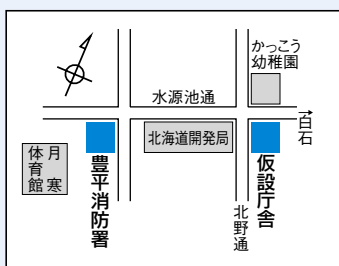 かっこう
幼稚園
水源池通
→
白石
北海道開発局
月寒
体育館
豊平消防署
仮設庁舎
北野通